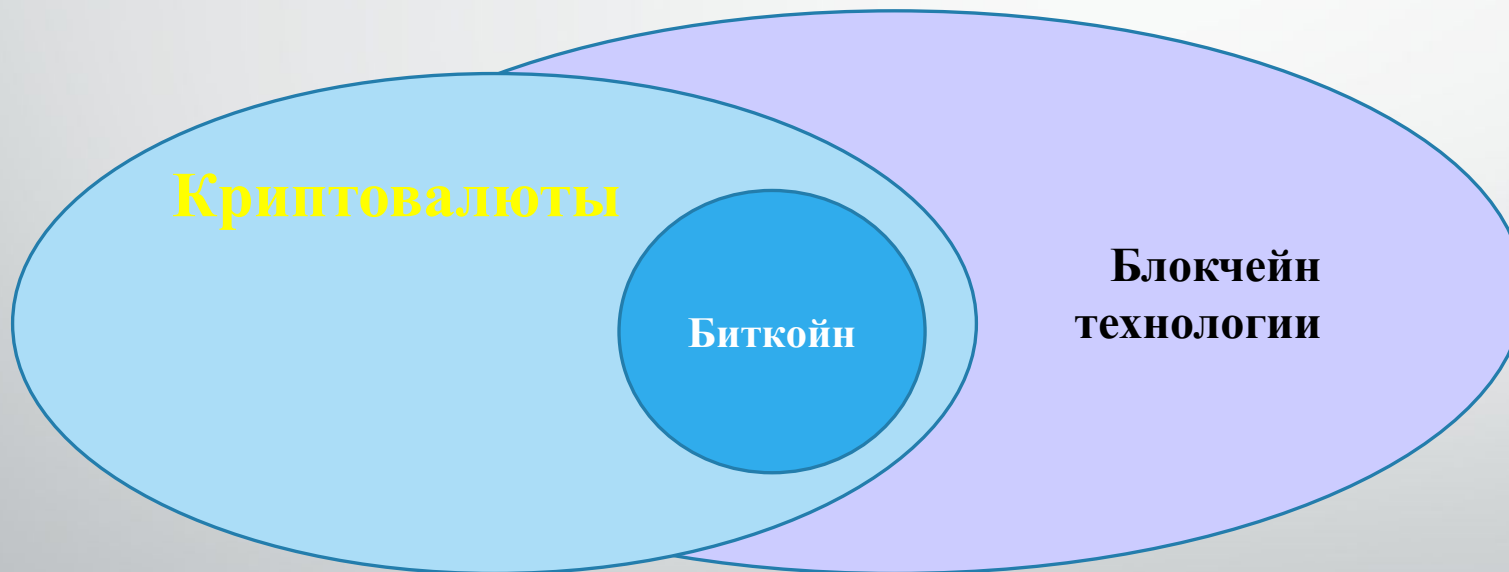 Криптовалюты
Биткойн
Блокчейн
технологии